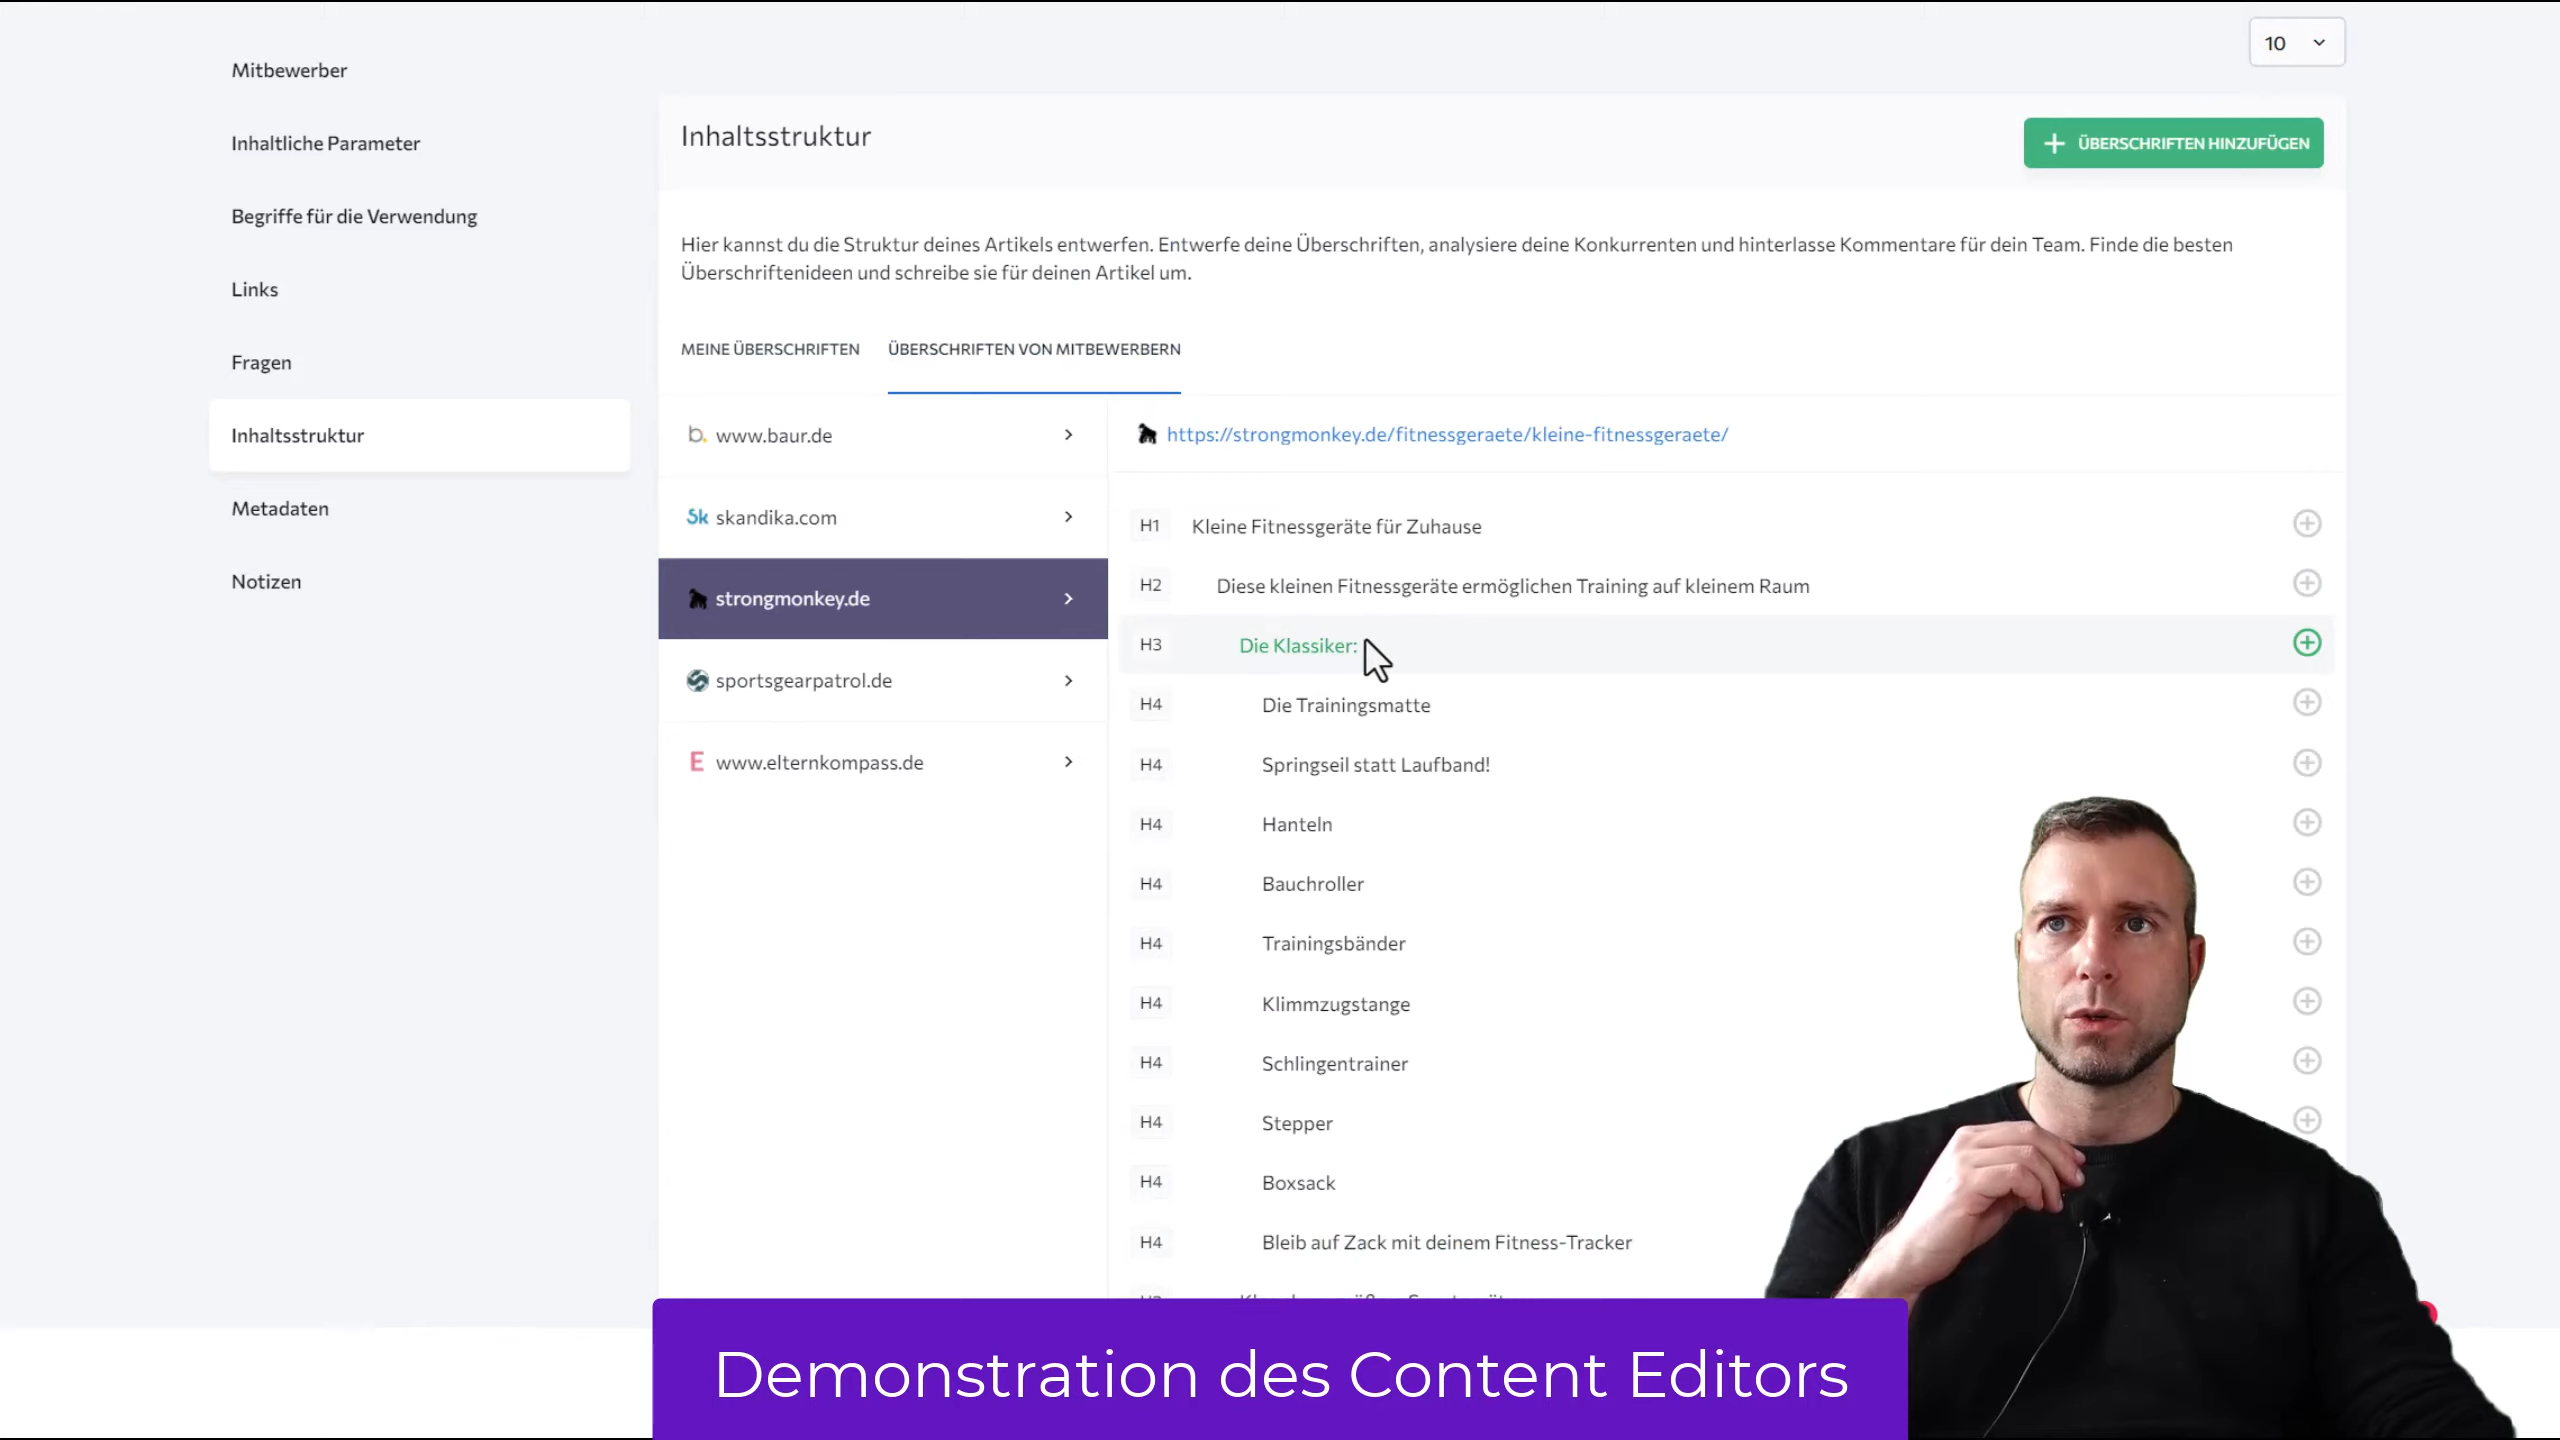 10
Mitbewerber
Inhaltliche Parameter
Begriffe für die Verwendung
Links
Fragen
Inhaltsstruktur
Metadaten
Notizen
Inhaltsstruktur
ÜBERSCHRIFTEN HINZUFÜGEN
Hier kannst du die Struktur deines Artikels entwerfen. Entwerfe deine Überschriften, analysiere deine Konkurrenten und hinterlasse Kommentare für dein Team. Finde die besten
Überschriftenideen und schreibe sie für deinen Artikel um.
MEINE ÜBERSCHRIFTEN ÜBERSCHRIFTEN VON MITBEWERBERN
b. www.baur.de
Sk skandika.com
strongmonkey.de
sportsgearpatrol.de
E www.elternkompass.de
https://strongmonkey.de/fitnessgeraete/kleine-fitnessgeraete/
H1 Kleine Fitnessgeräte für Zuhause
H2 Diese kleinen Fitnessgeräte ermöglichen Training auf kleinem Raum
H3 Die Klassiker:
H4 Die Trainingsmatte
H4 Springseil statt Laufband!
H4 Hanteln
H4 Bauchroller
H4 Trainingsbänder
H4 Klimmzugstange
H4 Schlingentrainer
H4 Stepper
H4 Boxsack
H4 Bleib auf Zack mit deinem Fitness-Tracker
Demonstration des Content Editors